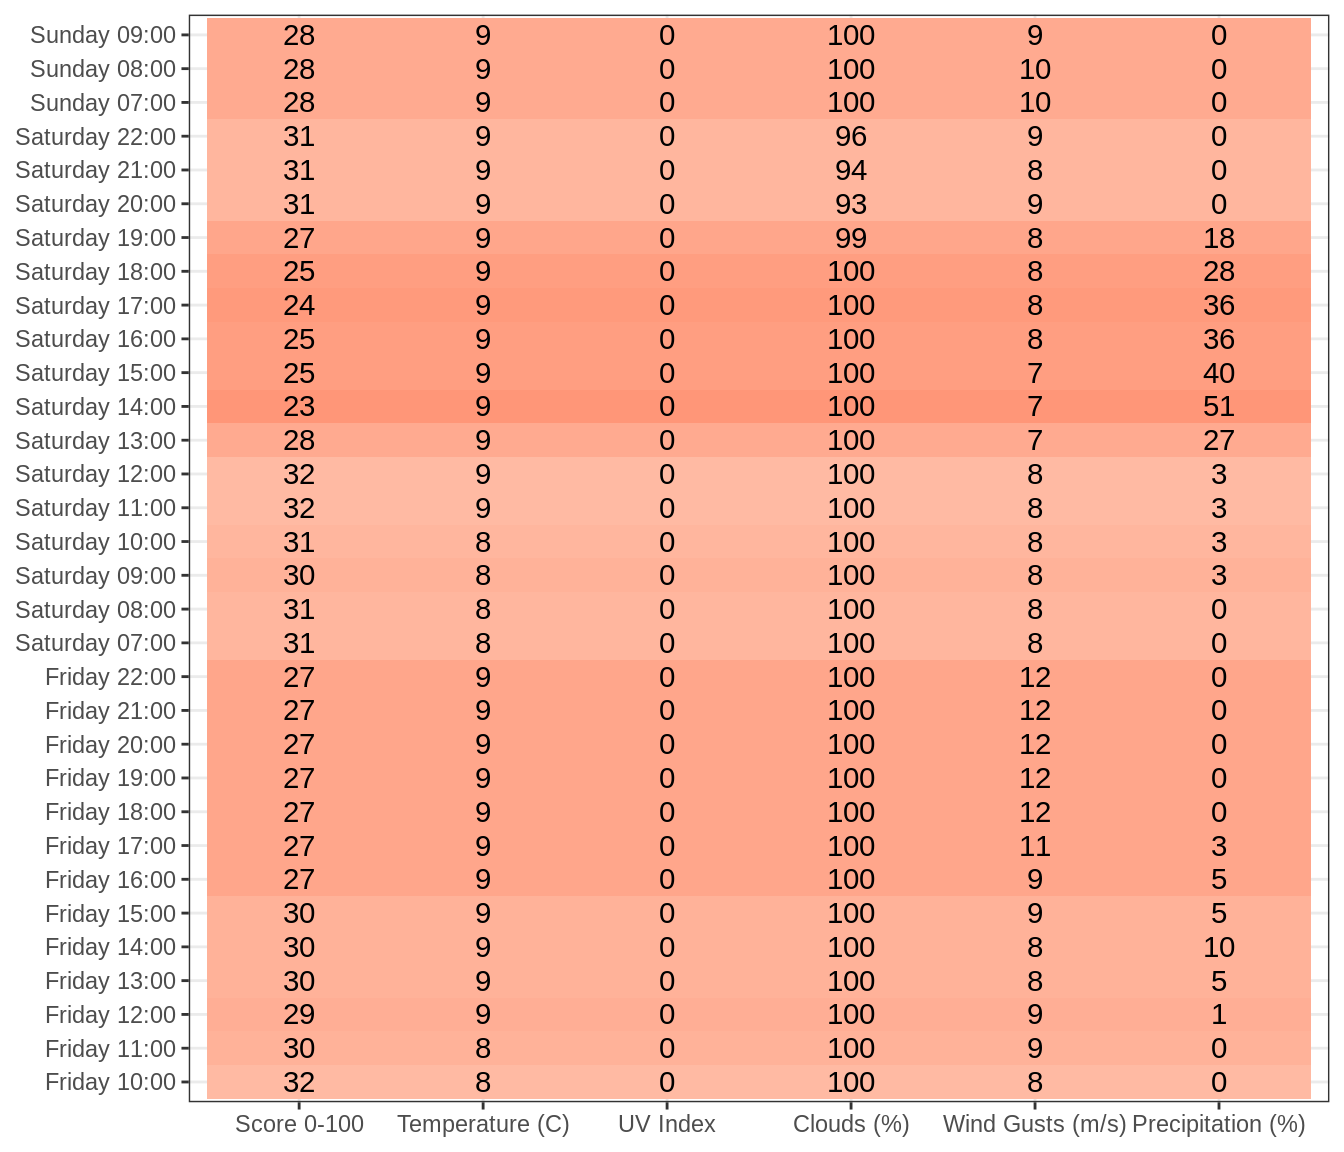 Sunday 09:00 28 9 0 100 9 0
Sunday 08:00 28 9 0 100 10 0
Sunday 07:00 28 9 0 100 10 0
Saturday 22:00 31 9 0 96 9 0
Saturday 21:00 31 9 0 94 8 0
Saturday 20:00 31 9 0 93 9 0
Saturday 19:00 27 9 0 99 8 18
Saturday 18:00 25 9 0 100 8 28
Saturday 17:00 24 9 0 100 8 36
Saturday 16:00 25 9 0 100 8 36
Saturday 15:00 25 9 0 100 7 40
Saturday 14:00 23 9 0 100 7 51
Saturday 13:00 28 9 0 100 7 27
Saturday 12:00 32 9 0 100 8 3
Saturday 11:00 32 9 0 100 8 3
Saturday 10:00 31 8 0 100 8 3
Saturday 09:00 30 8 0 100 8 3
Saturday 08:00 31 8 0 100 8 0
Saturday 07:00 31 8 0 100 8 0
Friday 22:00 27 9 0 100 12 0
Friday 21:00 27 9 0 100 12 0
Friday 20:00 27 9 0 100 12 0
Friday 19:00 27 9 0 100 12 0
Friday 18:00 27 9 0 100 12 0
Friday 17:00 27 9 0 100 11 3
Friday 16:00 27 9 0 100 9 5
Friday 15:00 30 9 0 100 9 5
Friday 14:00 30 9 0 100 8 10
Friday 13:00 30 9 0 100 8 5
Friday 12:00 29 9 0 100 9 1
Friday 11:00 30 8 0 100 9 0
Friday 10:00 32 8 0 100 8 0
Score 0-100 Temperature (C) UV Index Clouds (%) Wind Gusts (m/s) Precipitation (%)